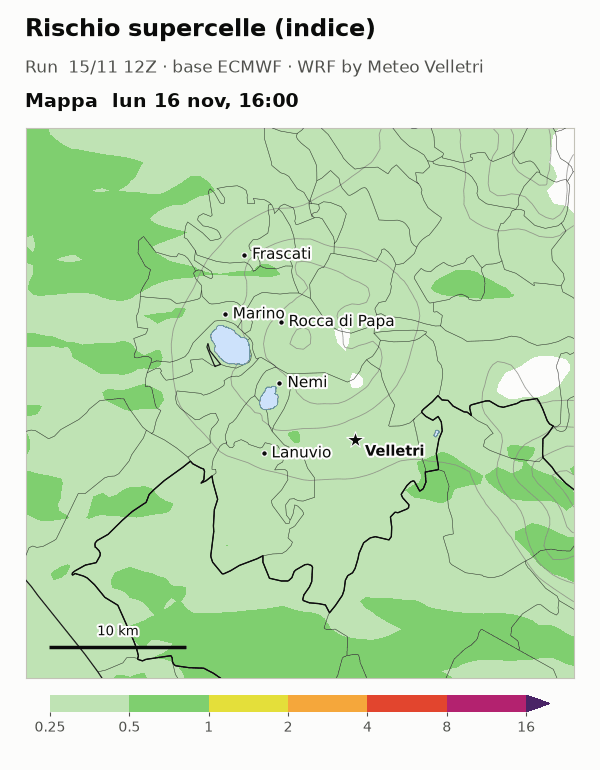 Rischio supercelle (indice)
Run  15/11 12Z · base ECMWF · WRF by Meteo Velletri
Mappa  lun 16 nov, 16:00
Frascati
Marino
Rocca di Papa
Nemi
Velletri
Lanuvio
10 km
0.25 0.5 1 2 4 8 16